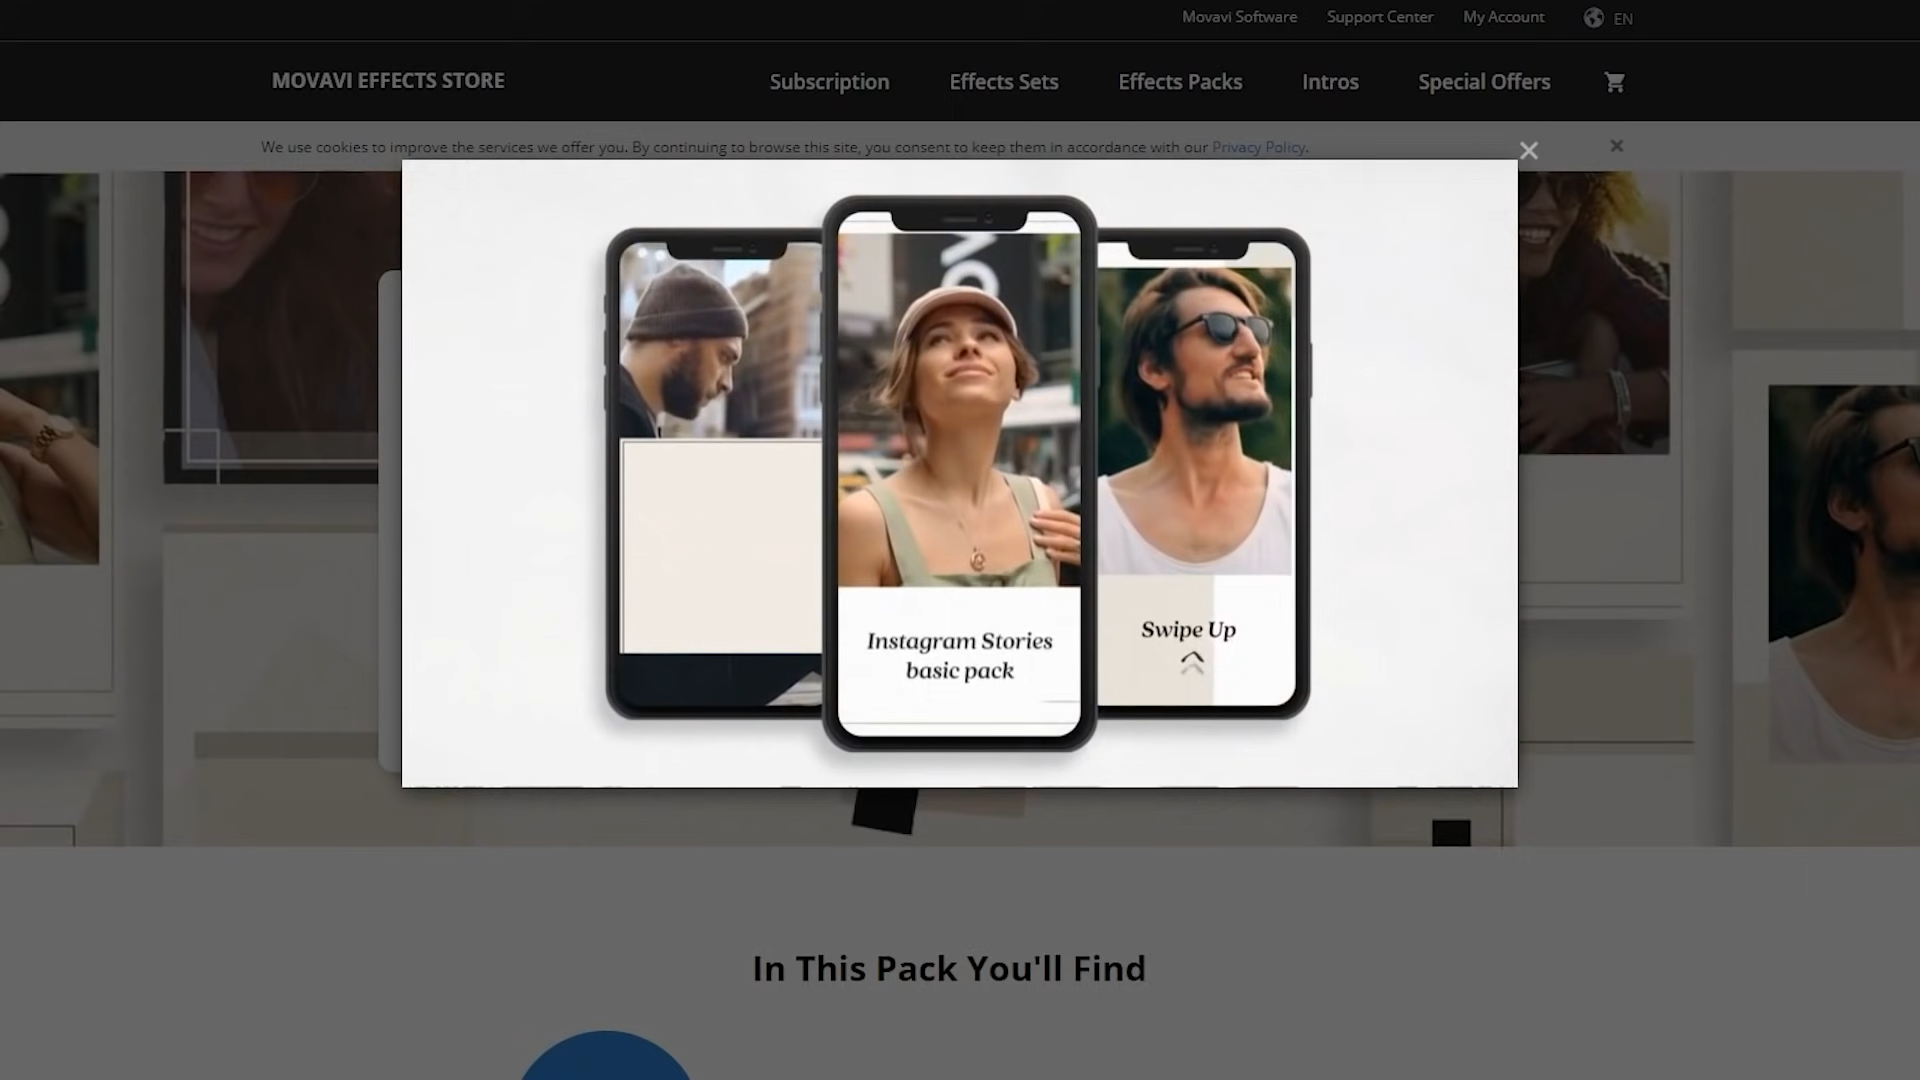 Movavi Software Support Center My Account EN
MOVAVI EFFECTS STORE Subscription Effects Sets Effects Packs Intros Special Offers
We use cookies to improve the services we offer you. By continuing to browse this site, you consent to keep them in accordance with our Privacy Policy.
Instagram Stories
basic pack
Swipe Up
In This Pack You'll Find